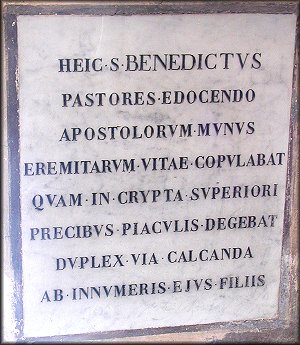 HEIC·S·BENEDICTVS
PASTORES·EDOCENDO
APOSTOLORVM·MVNUS
EREMITARVM·VITAE·COPVLABAT
QVAM·IN·CRYPTA·SVPERIORI
PRECIBVS·PIACVLIS·DEGEBAT
DVPLEX·VIA·CALCANDA
AB·INNVMERIS·EJVS·FILIIS